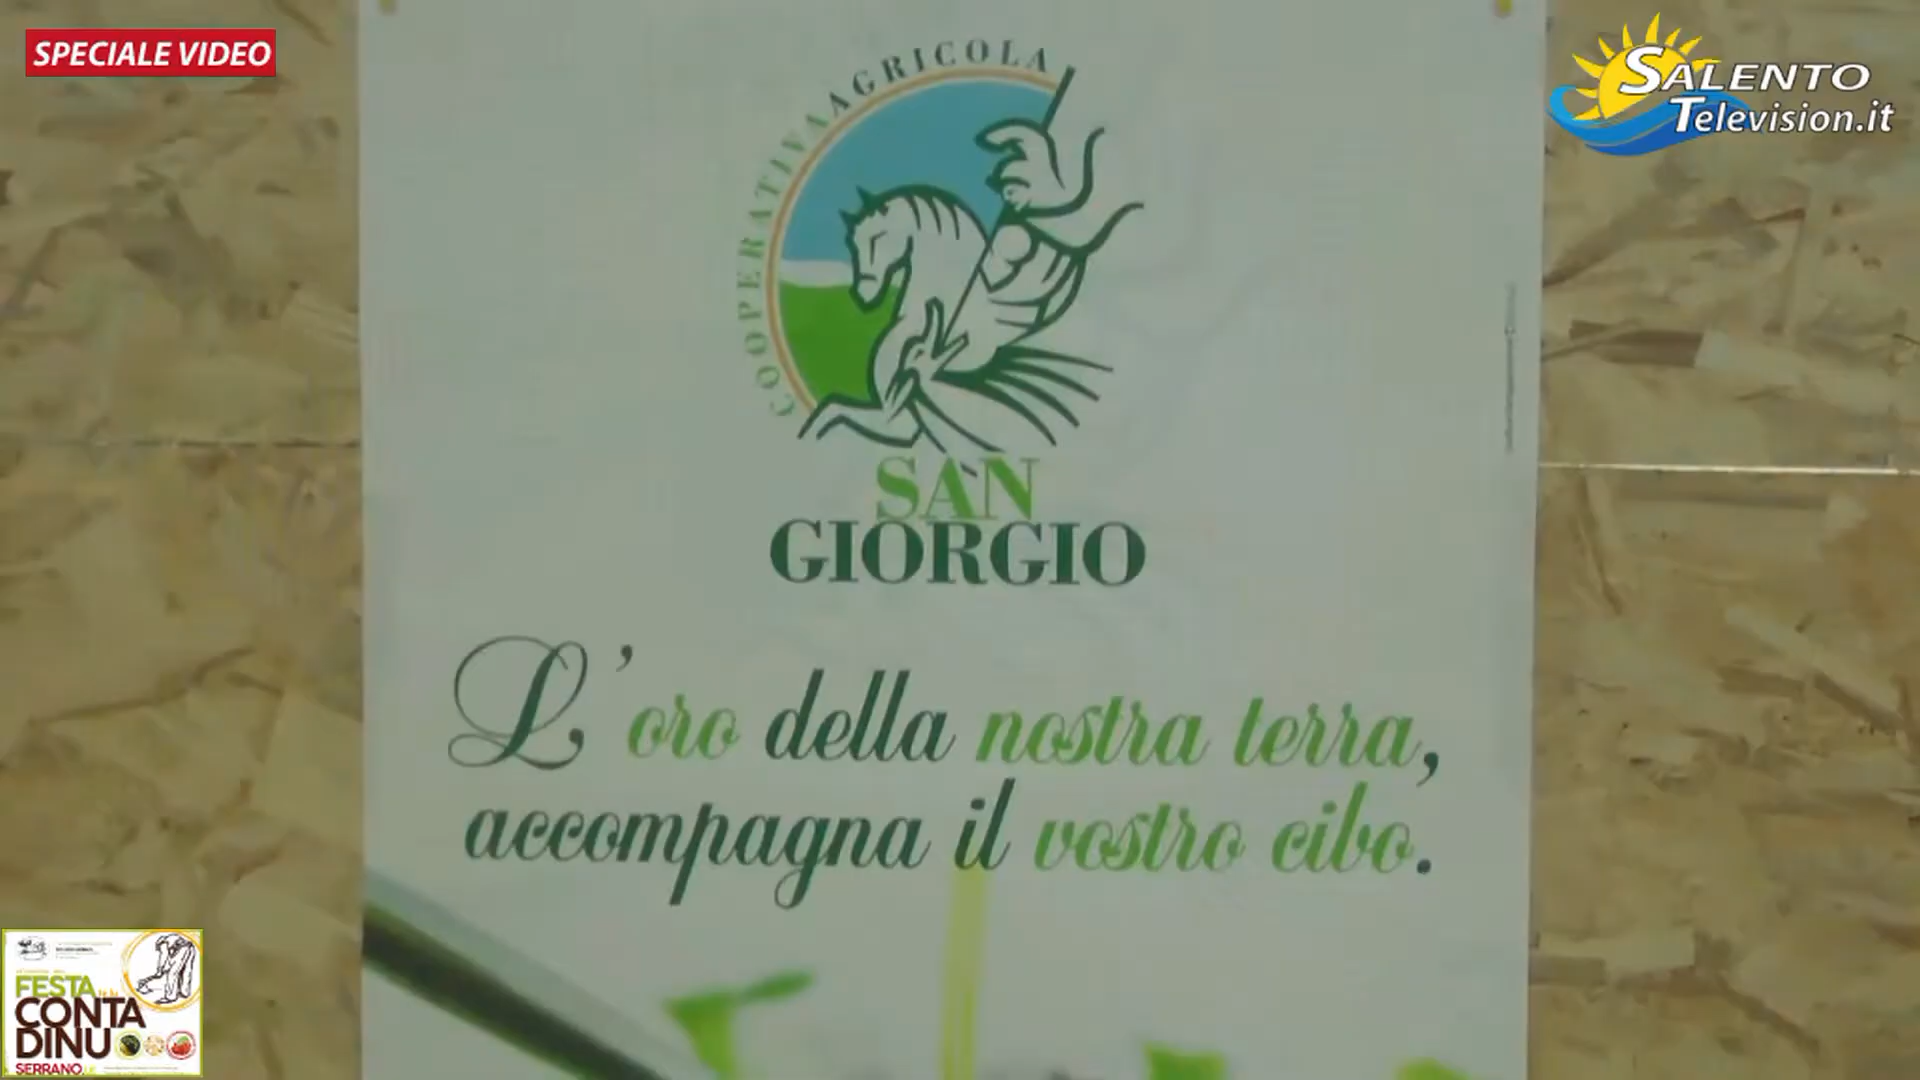 SPECIALE VIDEO
SALENTO
Television.it
COOPERATIVA AGRICOLA
SAN
GIORGIO
L'oro della nostra terra,
accompagna il vostro cibo.
FESTA
CONTA
DINU
SERRANO